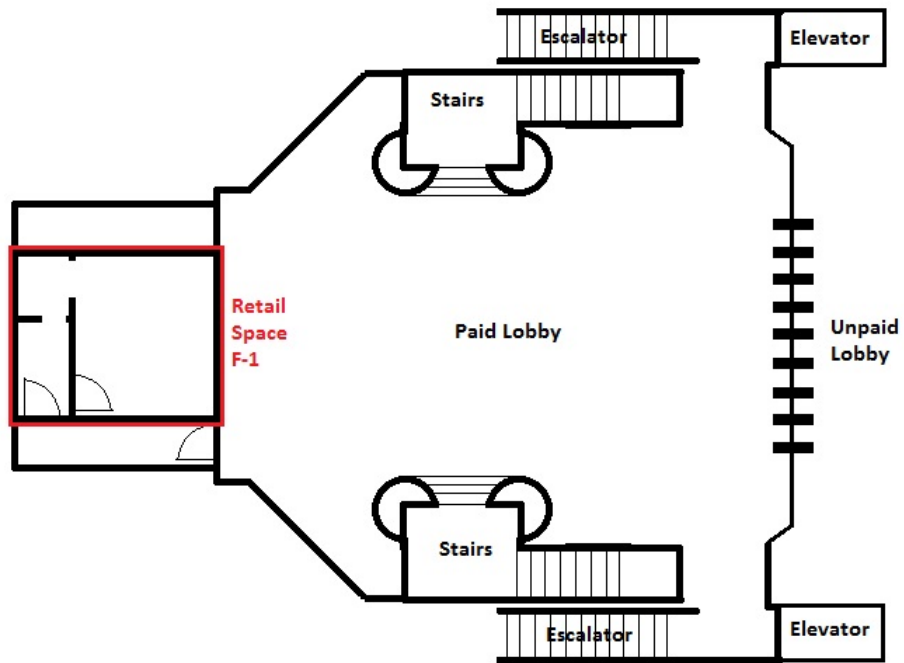 Escalator
Elevator
Stairs
Retail
Space
F-1
Paid Lobby
Unpaid
Lobby
Stairs
Escalator
Elevator